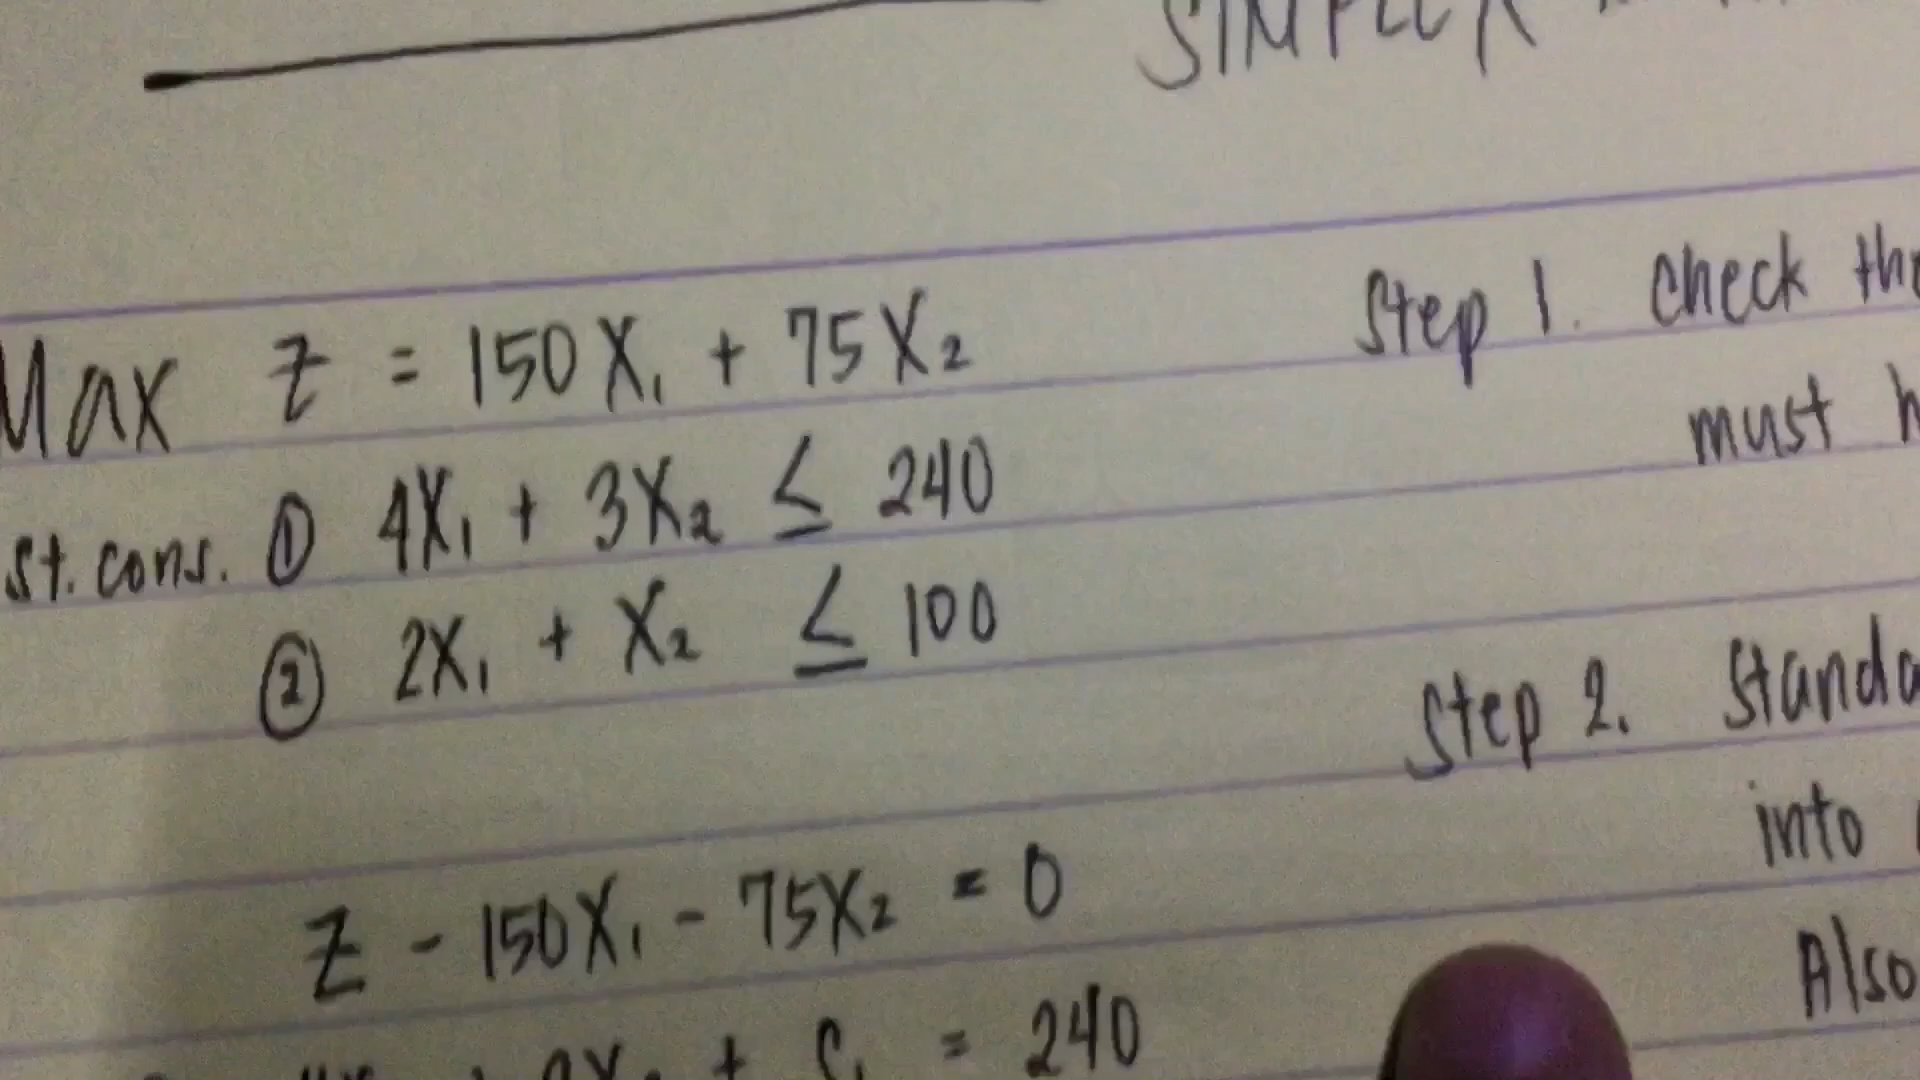 Max Z = 150X₁ + 75X₂
st. cons. ① 4X₁ + 3X₂ ≤ 240
② 2X₁ + X₂ ≤ 100
Z - 150X₁ - 75X₂ = 0
= 240
Step 1. Check
must
Step 2.
into
Also